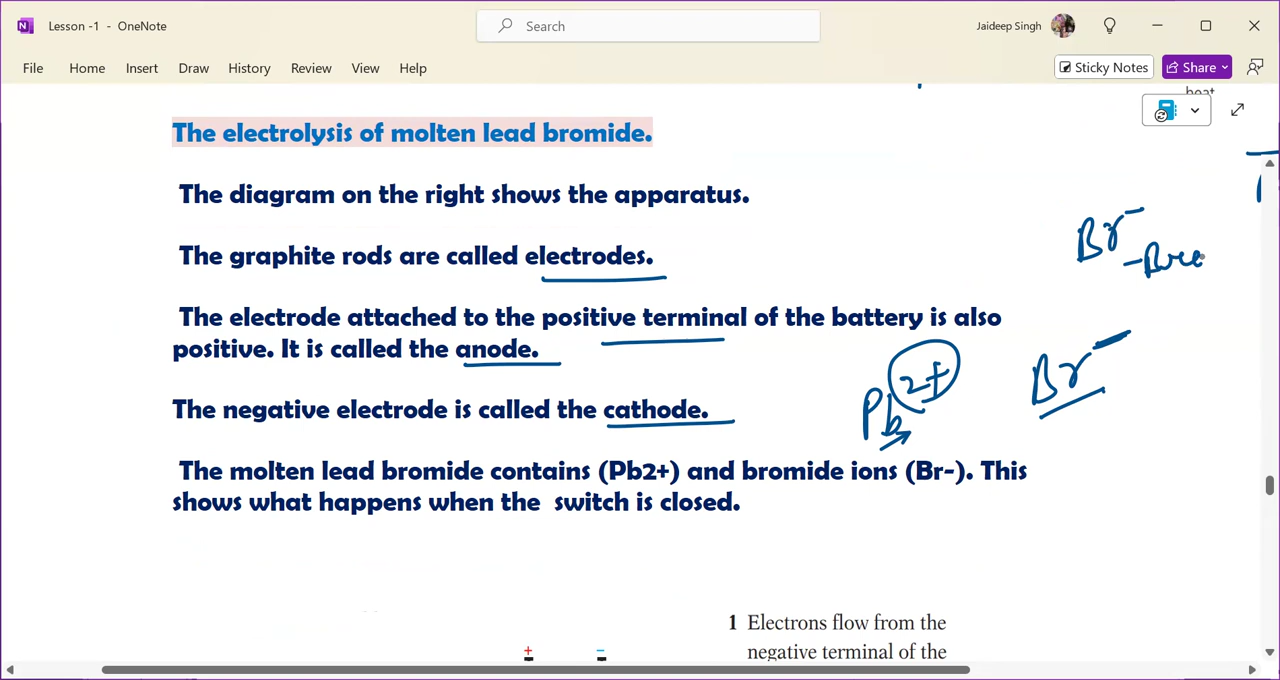 Lesson -1 - OneNote
Search
Jaideep Singh
File Home Insert Draw History Review View Help
Sticky Notes
Share
heat
The electrolysis of molten lead bromide.
The diagram on the right shows the apparatus.
Br-
The graphite rods are called electrodes.
The electrode attached to the positive terminal of the battery is also
positive. It is called the anode.
Pb2+
Br-
The negative electrode is called the cathode.
The molten lead bromide contains (Pb2+) and bromide ions (Br-). This
shows what happens when the switch is closed.
1 Electrons flow from the
+ -
negative terminal of the